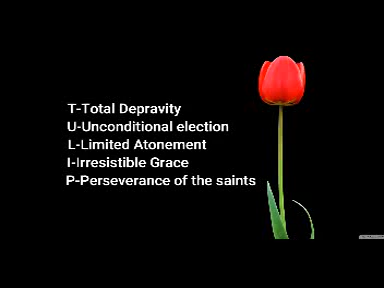 T-Total Depravity
U-Unconditional election
L-Limited Atonement
I-Irresistible Grace
P-Perseverance of the saints